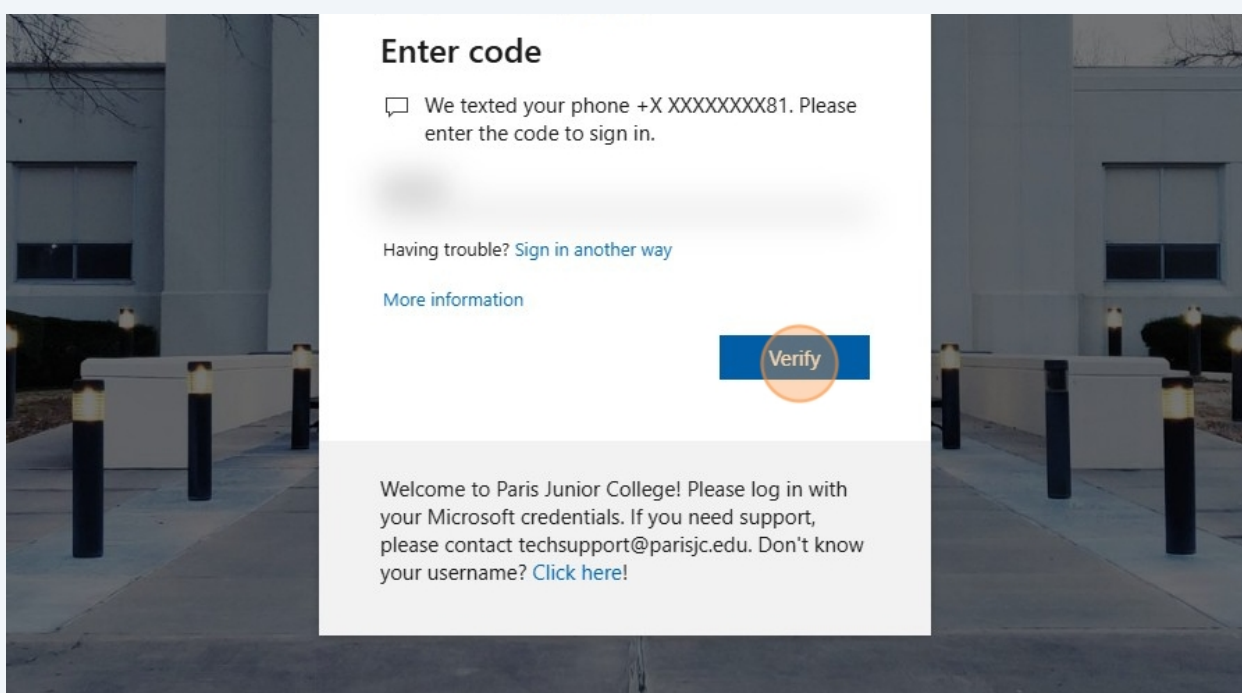 Enter code
We texted your phone +X XXXXXXXX81. Please
enter the code to sign in.
Having trouble? Sign in another way
More information
Verify
Welcome to Paris Junior College! Please log in with
your Microsoft credentials. If you need support,
please contact techsupport@parisjc.edu. Don't know
your username? Click here!